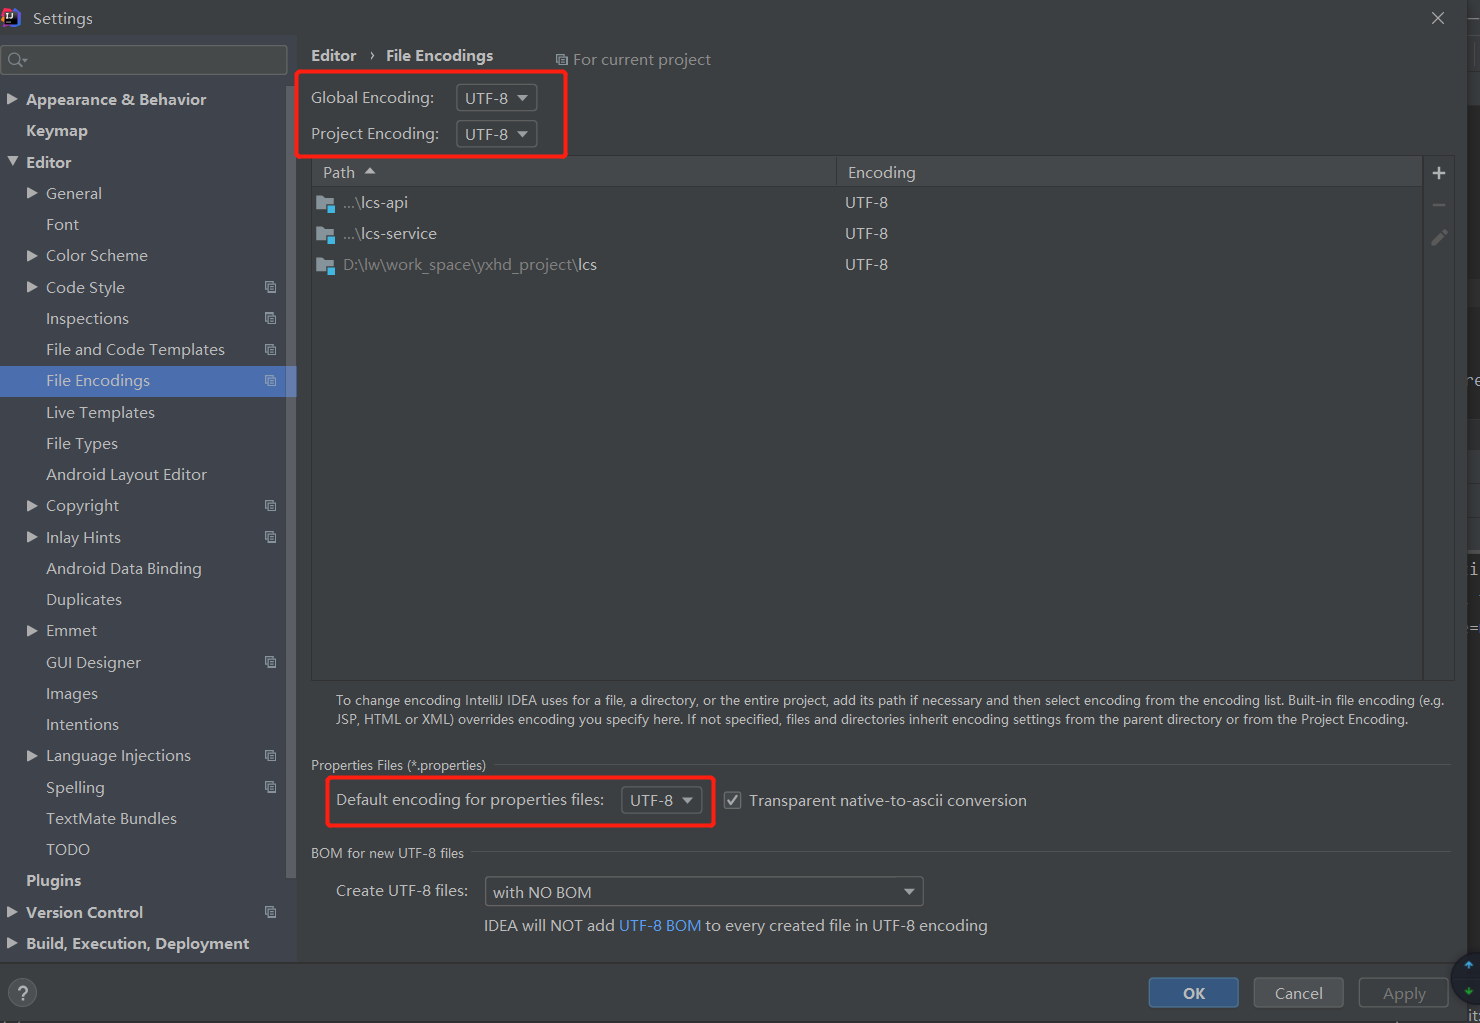 Settings
Editor › File Encodings
For current project
Global Encoding: UTF-8
Project Encoding: UTF-8
Appearance & Behavior
Keymap
Editor
General
Font
Color Scheme
Code Style
Inspections
File and Code Templates
File Encodings
Live Templates
File Types
Android Layout Editor
Copyright
Inlay Hints
Android Data Binding
Duplicates
Emmet
GUI Designer
Images
Intentions
Language Injections
Spelling
TextMate Bundles
TODO
Plugins
Version Control
Build, Execution, Deployment
Path Encoding
...\lcs-api UTF-8
...\lcs-service UTF-8
D:\lw\work_space\yxhd_project\lcs UTF-8
To change encoding IntelliJ IDEA uses for a file, a directory, or the entire project, add its path if necessary and then select encoding from the encoding list. Built-in file encoding (e.g.
JSP, HTML or XML) overrides encoding you specify here. If not specified, files and directories inherit encoding settings from the parent directory or from the Project Encoding.
Properties Files (*.properties)
Default encoding for properties files: UTF-8 Transparent native-to-ascii conversion
BOM for new UTF-8 files
Create UTF-8 files: with NO BOM
IDEA will NOT add UTF-8 BOM to every created file in UTF-8 encoding
?
OK Cancel Apply